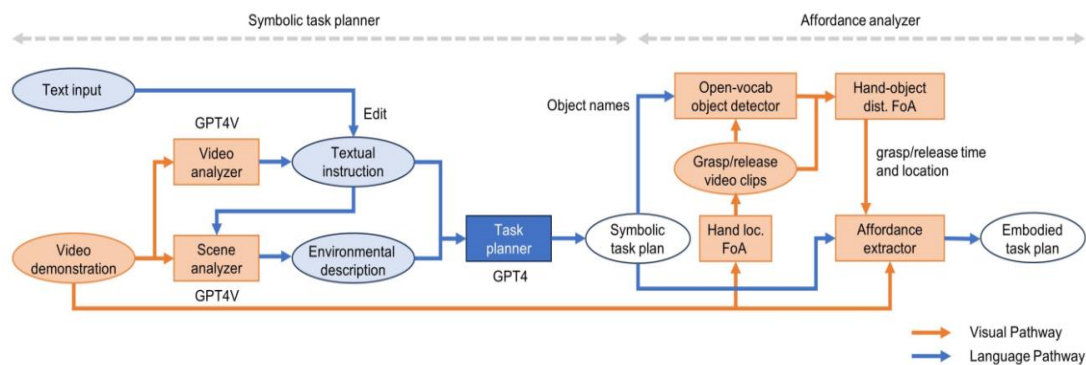 Symbolic task planner
Affordance analyzer
Text input
Edit
GPT4V
Video
analyzer
Textual
instruction
Video
demonstration
Scene
analyzer
GPT4V
Environmental
description
Task
planner
GPT4
Symbolic
task plan
Object names
Open-vocab
object detector
Hand-object
dist. FoA
Grasp/release
video clips
grasp/release time
and location
Hand loc.
FoA
Affordance
extractor
Embodied
task plan
Visual Pathway
Language Pathway